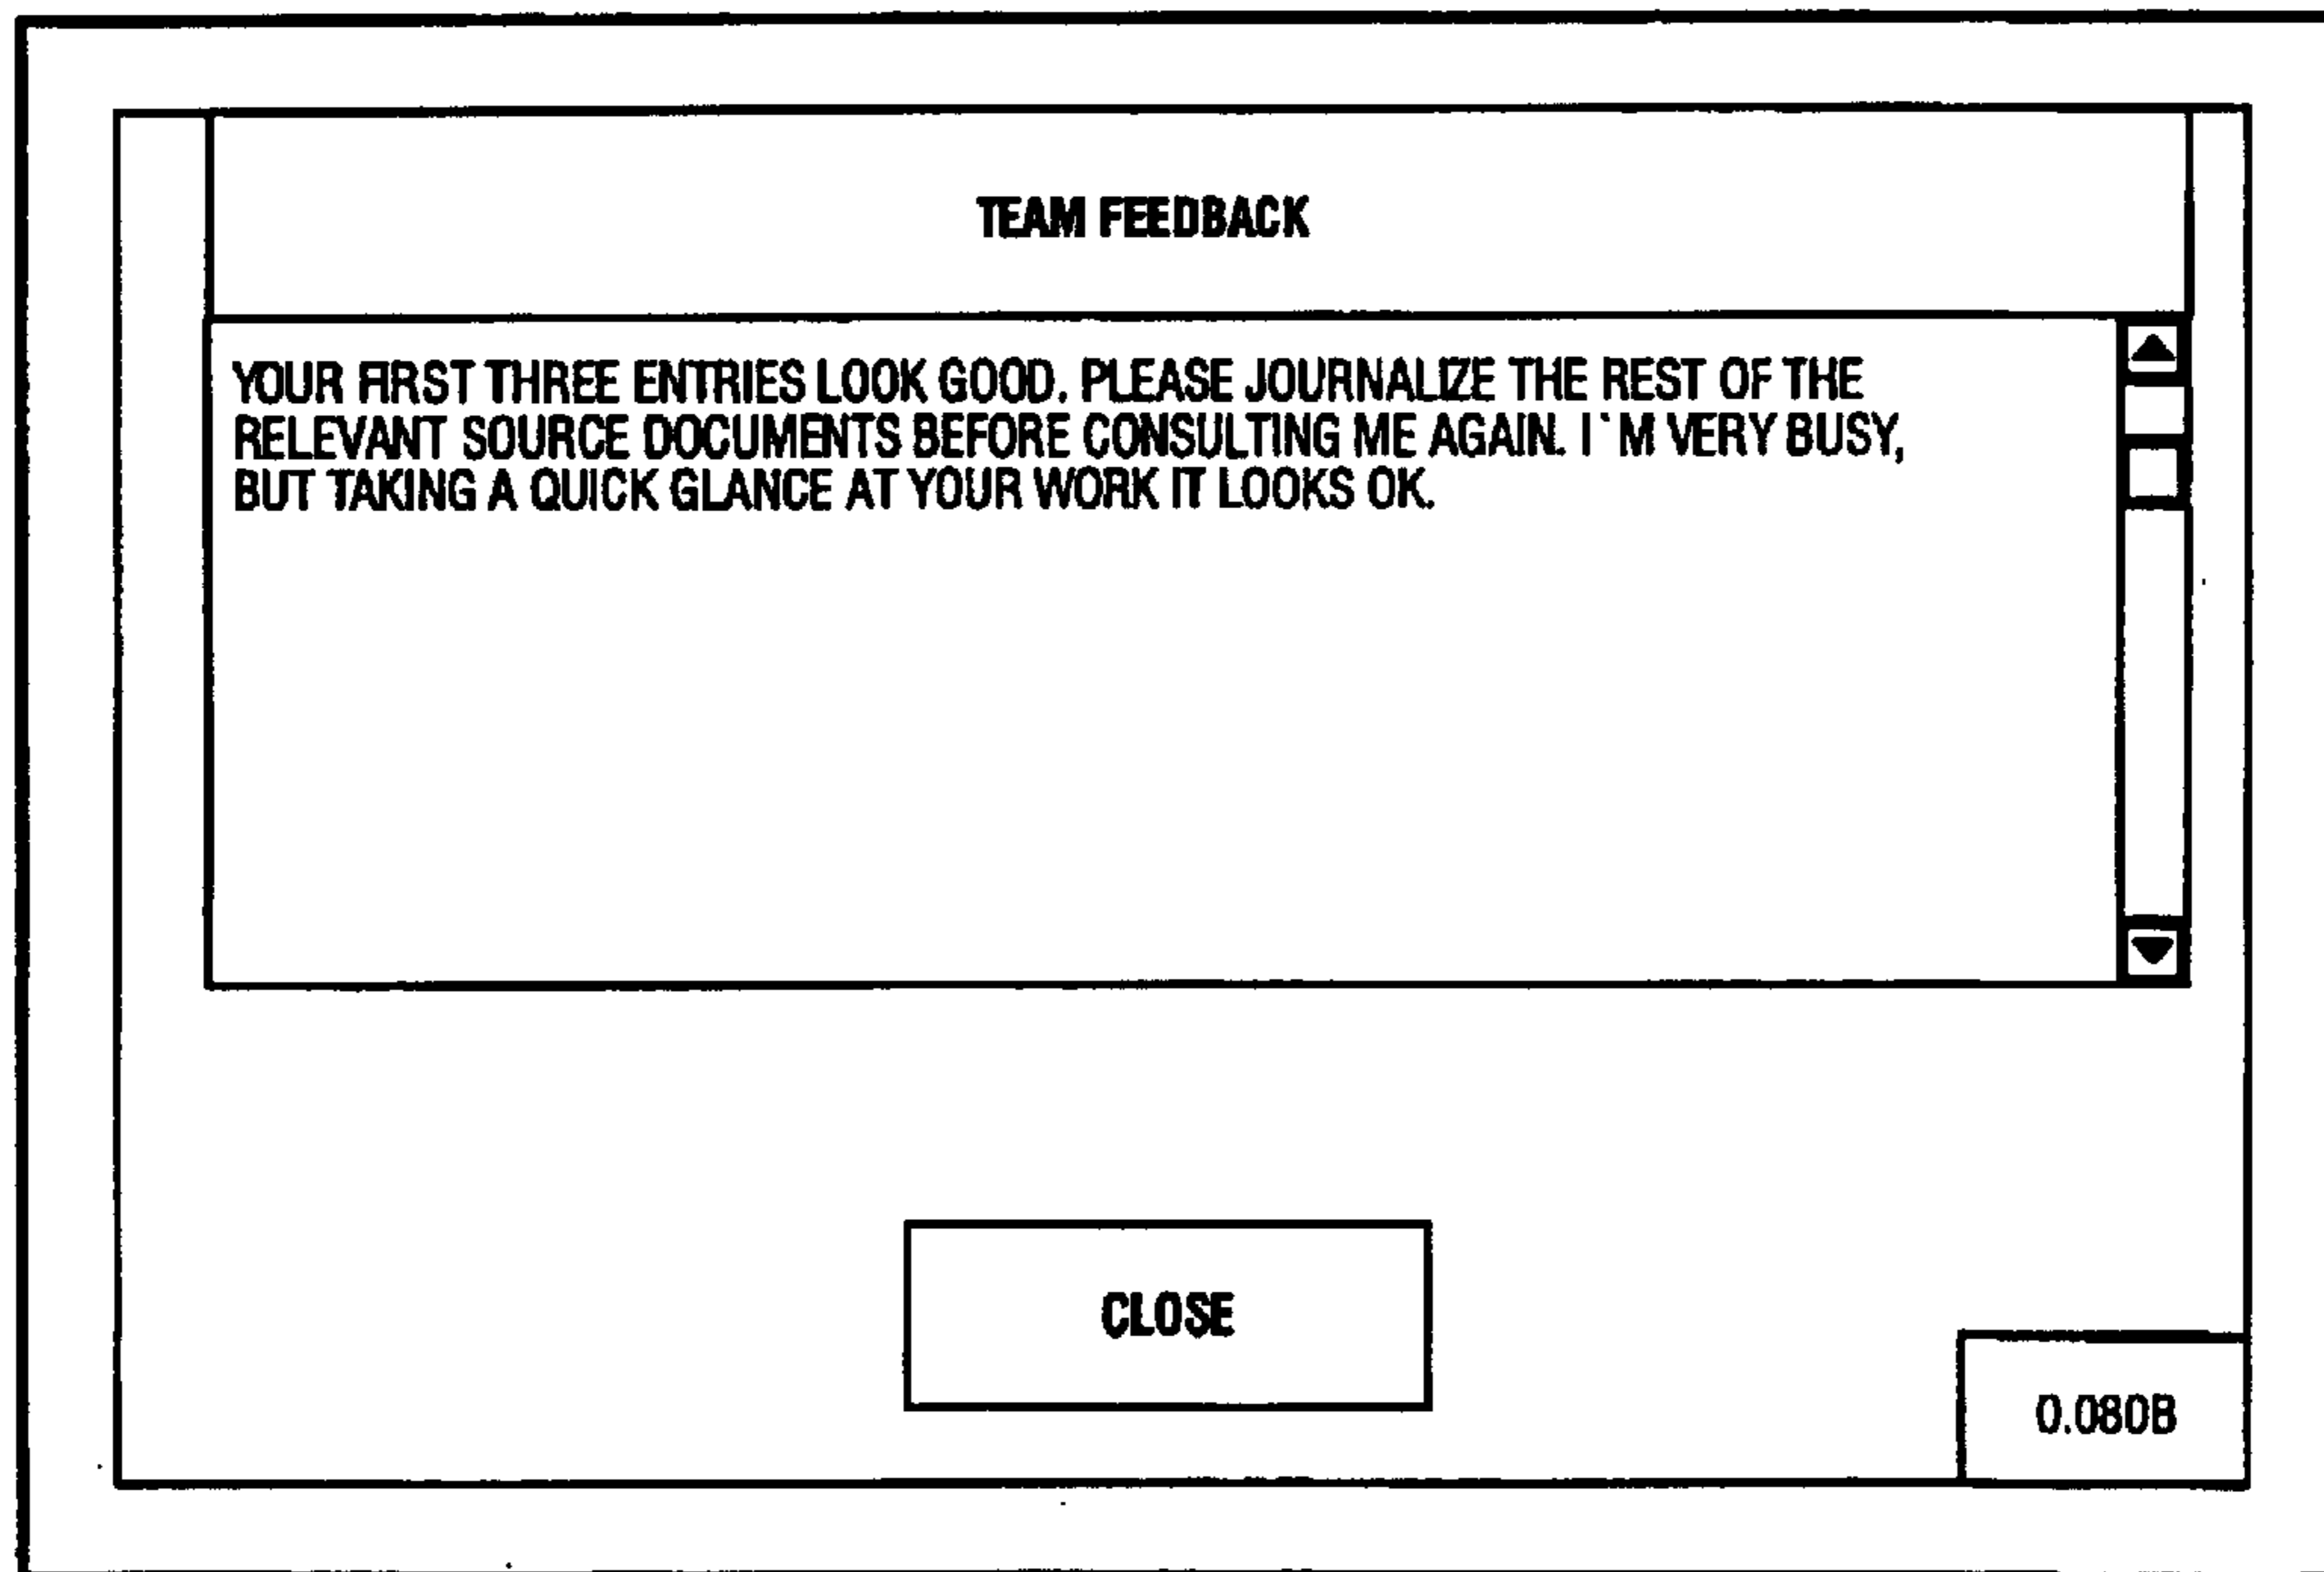 TEAM FEEDBACK
YOUR FIRST THREE ENTRIES LOOK GOOD. PLEASE JOURNALIZE THE REST OF THE
RELEVANT SOURCE DOCUMENTS BEFORE CONSULTING ME AGAIN. I`M VERY BUSY,
BUT TAKING A QUICK GLANCE AT YOUR WORK IT LOOKS OK.
CLOSE
0.080B